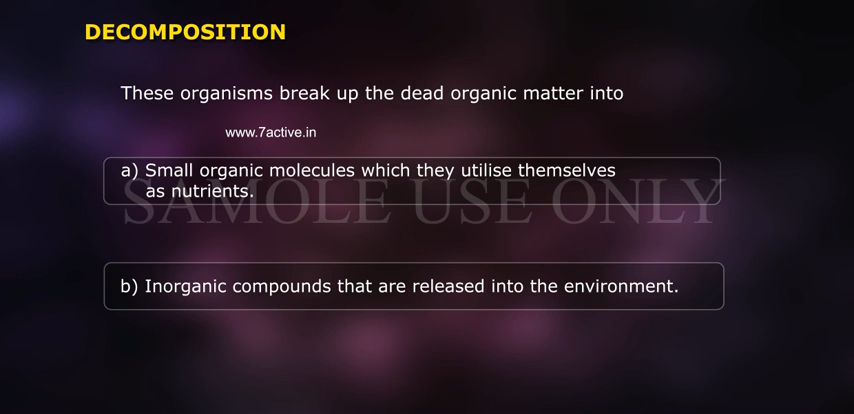 DECOMPOSITION
These organisms break up the dead organic matter into
www.7active.in
a) Small organic molecules which they utilise themselves
as nutrients.
SAMOLE USE ONLY
b) Inorganic compounds that are released into the environment.